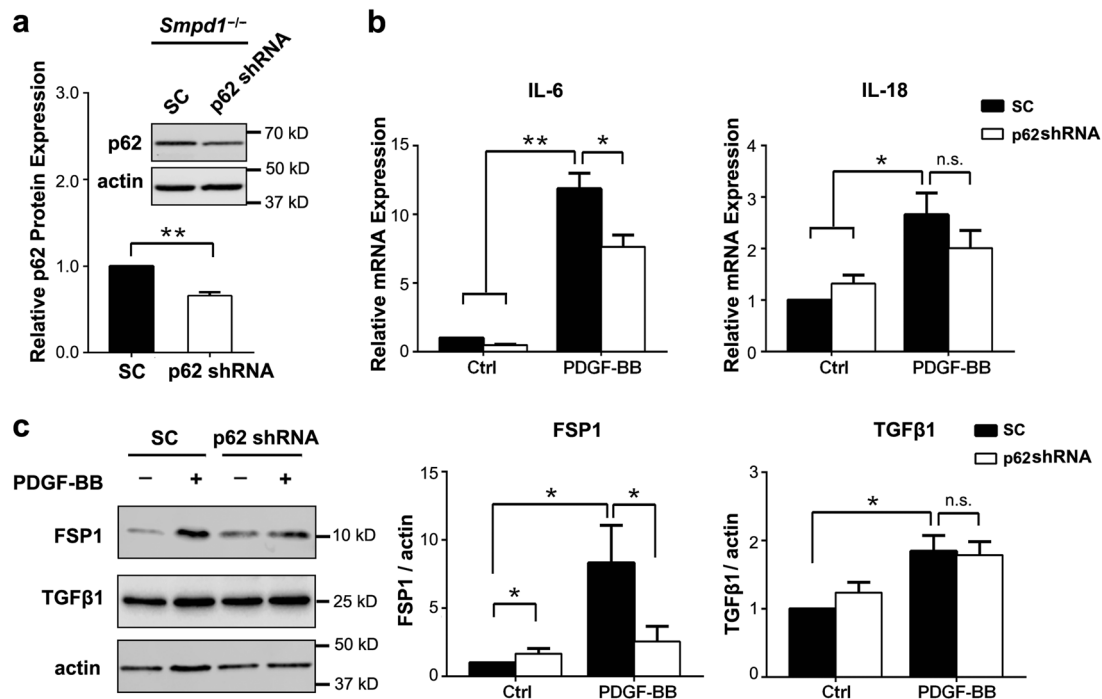 a
Smpd1–/–
SC
p62 shRNA
Relative p62 Protein Expression
3.0
2.0
1.0
0.0
p62
actin
70 kD
50 kD
37 kD
**
SC
p62 shRNA
b
IL-6
Relative mRNA Expression
15
10
5
0
**
*
Ctrl
PDGF-BB
IL-18
Relative mRNA Expression
4
3
2
1
0
*
n.s.
Ctrl
PDGF-BB
SC
p62shRNA
c
SC
p62 shRNA
PDGF-BB
–
+
–
+
FSP1
10 kD
TGFβ1
25 kD
actin
50 kD
37 kD
FSP1
FSP1 / actin
15
10
5
0
*
*
*
Ctrl
PDGF-BB
TGFβ1
TGFβ1 / actin
3
2
1
0
*
n.s.
Ctrl
PDGF-BB
SC
p62shRNA